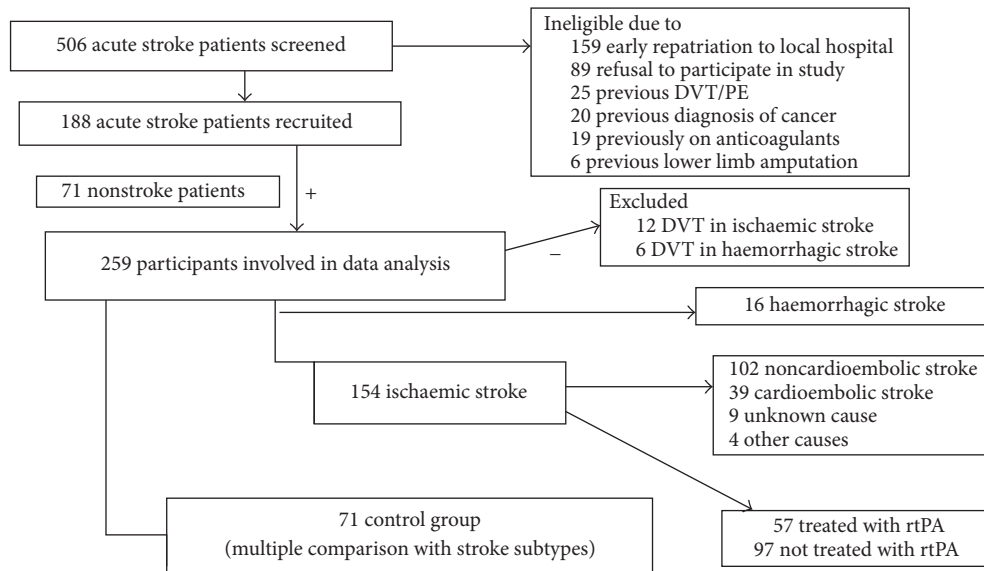 506 acute stroke patients screened
Ineligible due to
159 early repatriation to local hospital
89 refusal to participate in study
25 previous DVT/PE
20 previous diagnosis of cancer
19 previously on anticoagulants
6 previous lower limb amputation
188 acute stroke patients recruited
71 nonstroke patients
+
Excluded
12 DVT in ischaemic stroke
6 DVT in haemorrhagic stroke
−
259 participants involved in data analysis
16 haemorrhagic stroke
154 ischaemic stroke
102 noncardioembolic stroke
39 cardioembolic stroke
9 unknown cause
4 other causes
71 control group
(multiple comparison with stroke subtypes)
57 treated with rtPA
97 not treated with rtPA